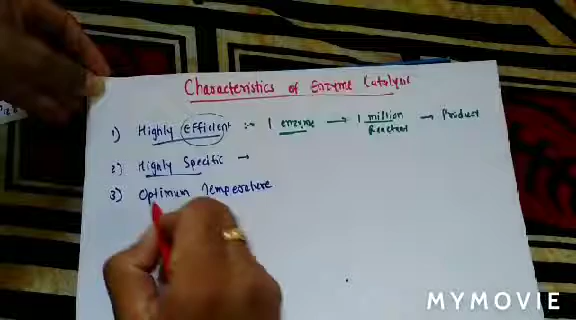 Characteristics of Enzyme Catalyst
1) Highly Efficient :- 1 enzyme → 1 million Reactant → Product
2) Highly Specific →
3) Optimum Temperature
MYMOVIE